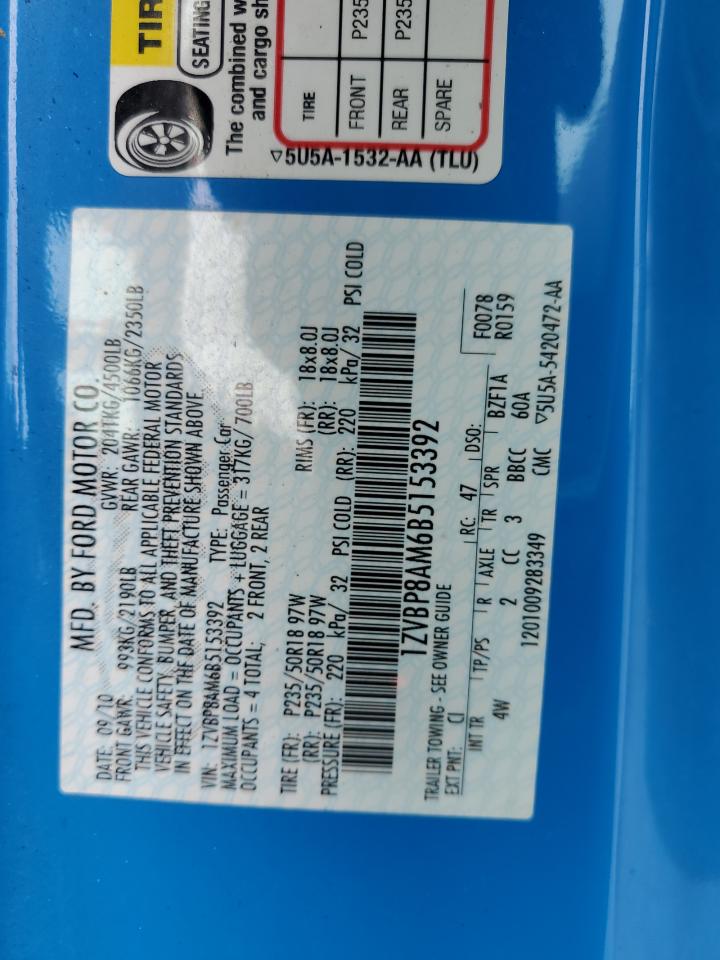 MFD. BY FORD MOTOR CO.
DATE: 09/10 GVWR: 2041KG/4500LB
FRONT GAWR: 993KG/2190LB REAR GAWR: 1066KG/2350LB
THIS VEHICLE CONFORMS TO ALL APPLICABLE FEDERAL MOTOR
VEHICLE SAFETY, BUMPER, AND THEFT PREVENTION STANDARDS
IN EFFECT ON THE DATE OF MANUFACTURE SHOWN ABOVE
VIN: 1ZVBP8AM6B5153392 TYPE: Passenger Car
MAXIMUM LOAD = OCCUPANTS + LUGGAGE = 317KG/700LB
OCCUPANTS = 4 TOTAL; 2 FRONT, 2 REAR
TIRE (FR): P235/50R18 97W RIMS (FR): 18x8.0J
(RR): P235/50R18 97W (RR): 18x8.0J
PRESSURE (FR): 220 kPa/ 32 PSI COLD (RR): 220 kPa/ 32 PSI COLD
1ZVBP8AM6B5153392
TRAILER TOWING - SEE OWNER GUIDE
EXT PNT: CI RC: 47 DSO: F0078
INT TR TP/PS R AXLE TR SPR BZF1A R0159
4W 2 CC 3 BBCC 60A
1201009283349 CMC ▽5U5A-5420472-AA
TIR
SEATING
The combined w
and cargo sh
TIRE
FRONT P235
REAR P235
SPARE
▽5U5A-1532-AA (TLU)